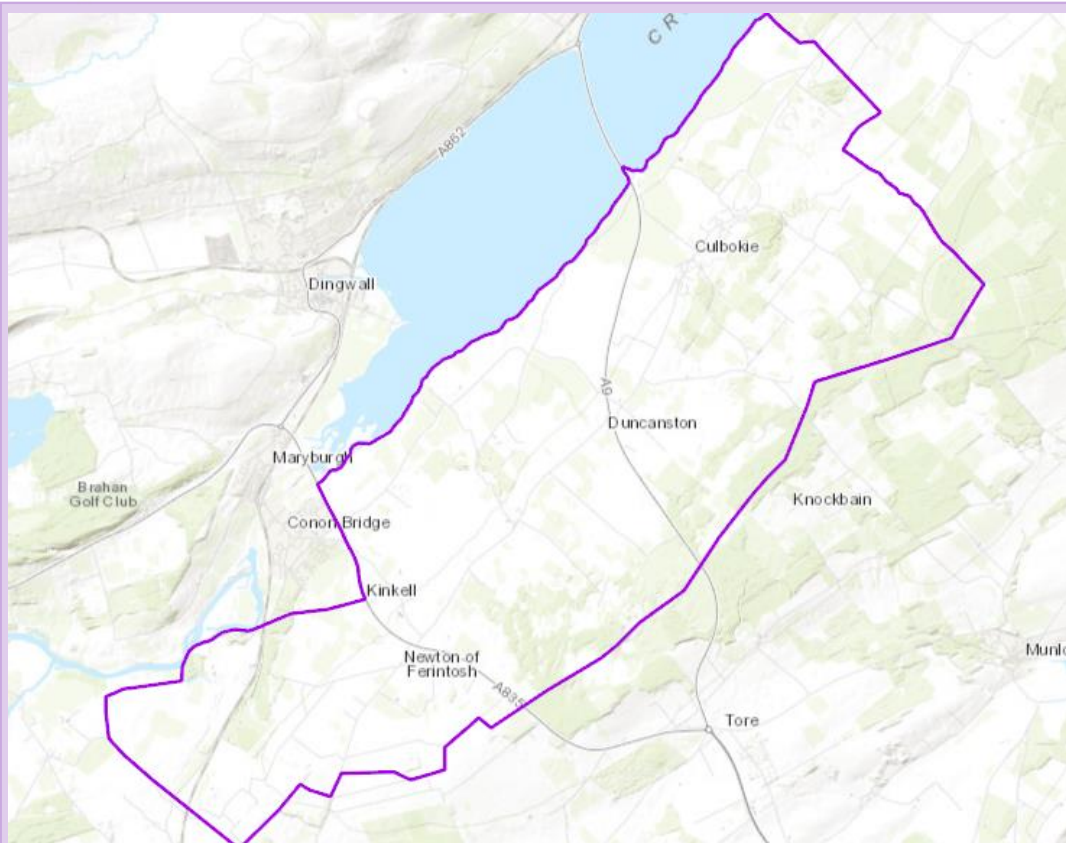 CR
A862
Culbokie
Dingwall
A9
Duncanston
Maryburgh
Brahan
Golf Club
Knockbain
Conon Bridge
Kinkell
Newton of
Ferintosh
Munlo
A835
Tore